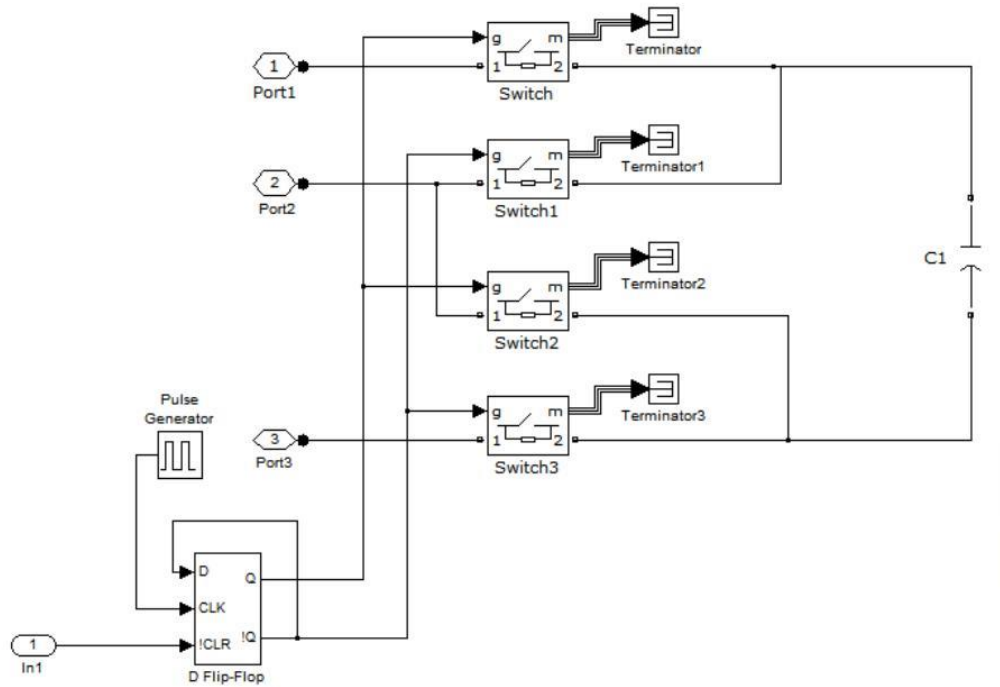 g
m
Terminator
1
1
2
Port1
Switch
g
m
Terminator1
2
1
2
Port2
Switch1
C1
g
m
Terminator2
1
2
Switch2
Pulse
Generator
g
m
Terminator3
3
1
2
Port3
Switch3
D
Q
CLK
1
!CLR
!Q
In1
D Flip-Flop